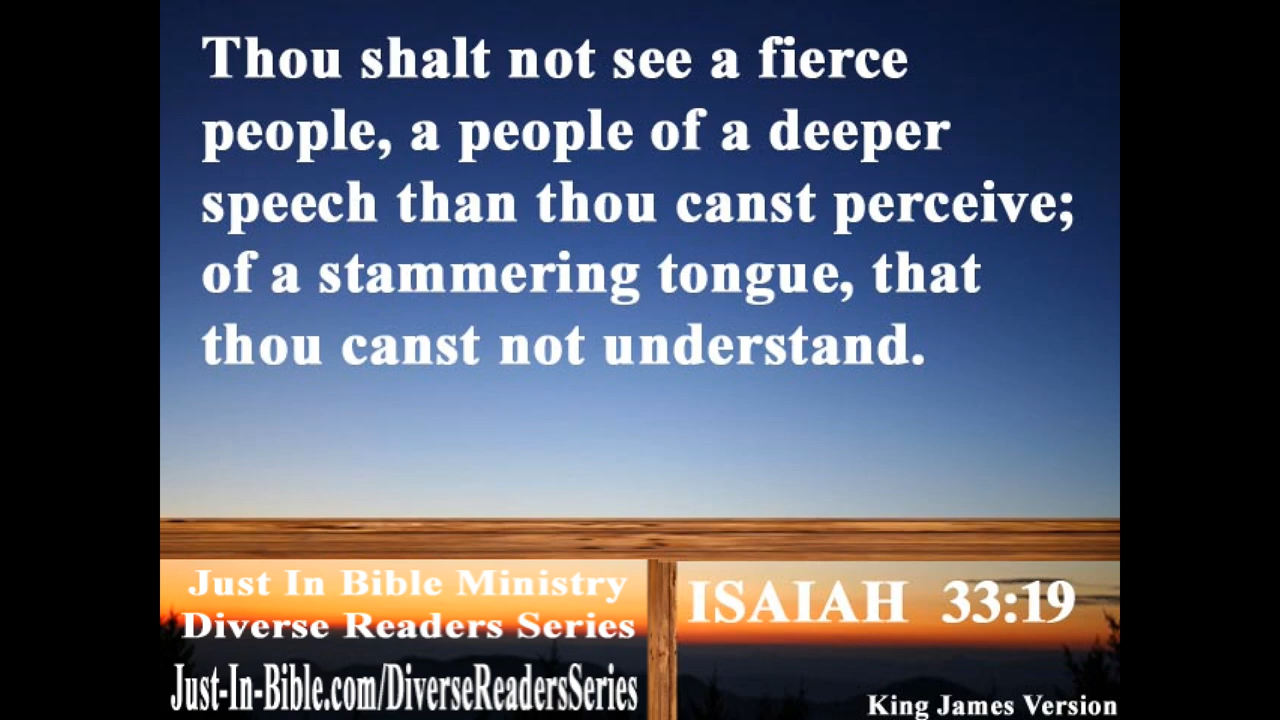 Thou shalt not see a fierce
people, a people of a deeper
speech than thou canst perceive;
of a stammering tongue, that
thou canst not understand.
Just In Bible Ministry
Diverse Readers Series
Just-In-Bible.com/DiverseReadersSeries
ISAIAH 33:19
King James Version